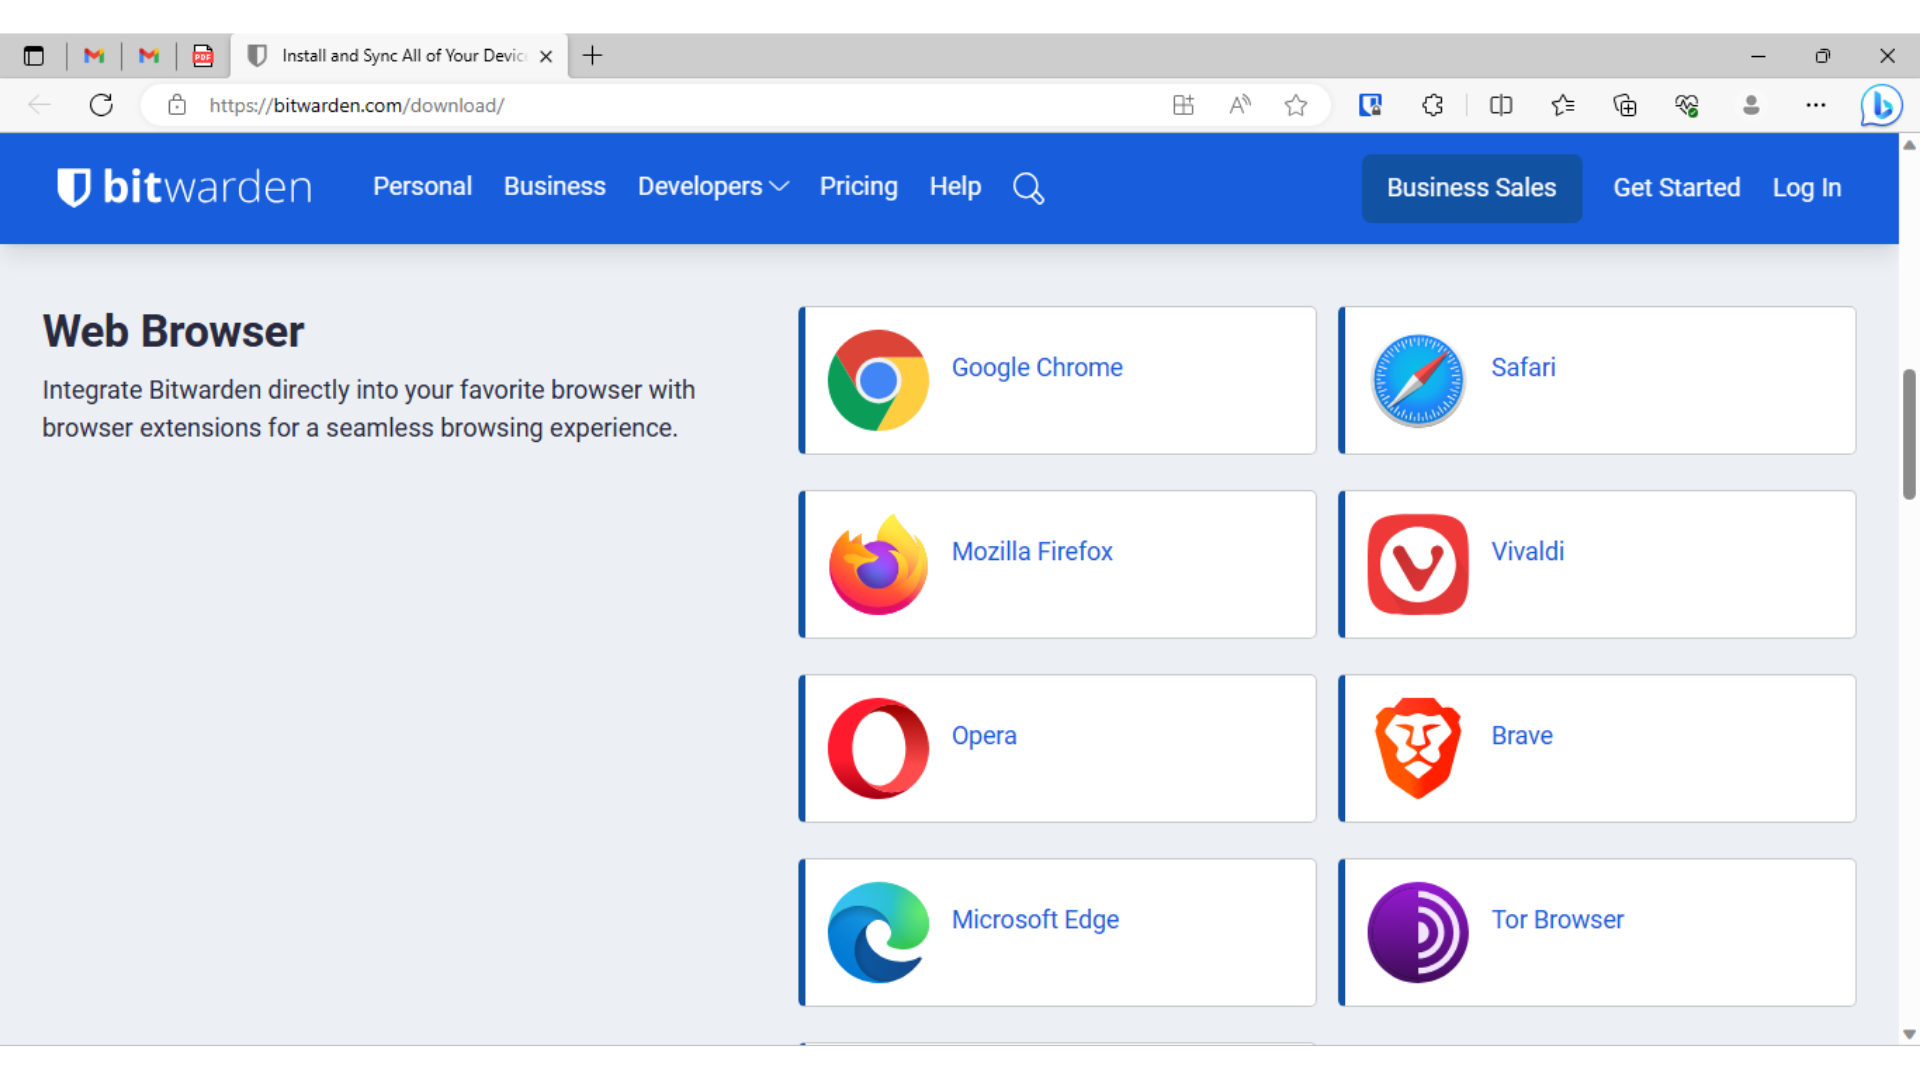 Install and Sync All of Your Devic
https://bitwarden.com/download/
bitwarden
Personal
Business
Developers
Pricing
Help
Business Sales
Get Started
Log In
Web Browser
Integrate Bitwarden directly into your favorite browser with
browser extensions for a seamless browsing experience.
Google Chrome
Safari
Mozilla Firefox
Vivaldi
Opera
Brave
Microsoft Edge
Tor Browser